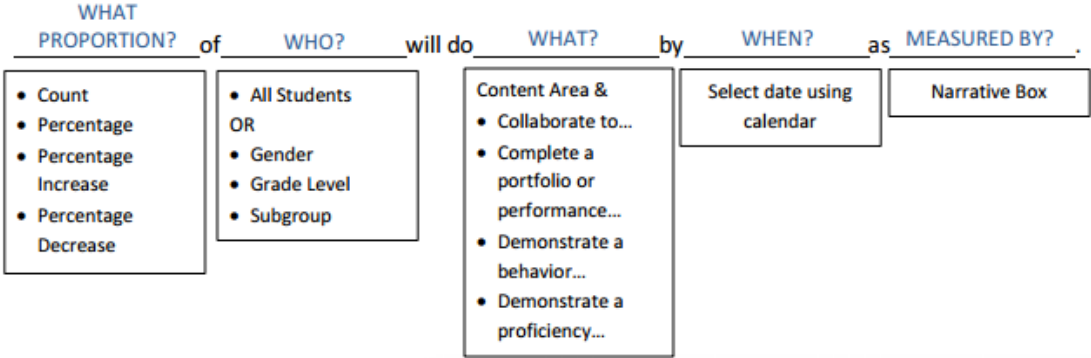 WHAT
PROPORTION? of WHO? will do WHAT? by WHEN? as MEASURED BY? .
• Count
• Percentage
• Percentage
Increase
• Percentage
Decrease
• All Students
OR
• Gender
• Grade Level
• Subgroup
Content Area &
• Collaborate to...
• Complete a
portfolio or
performance...
• Demonstrate a
behavior...
• Demonstrate a
proficiency...
Select date using
calendar
Narrative Box